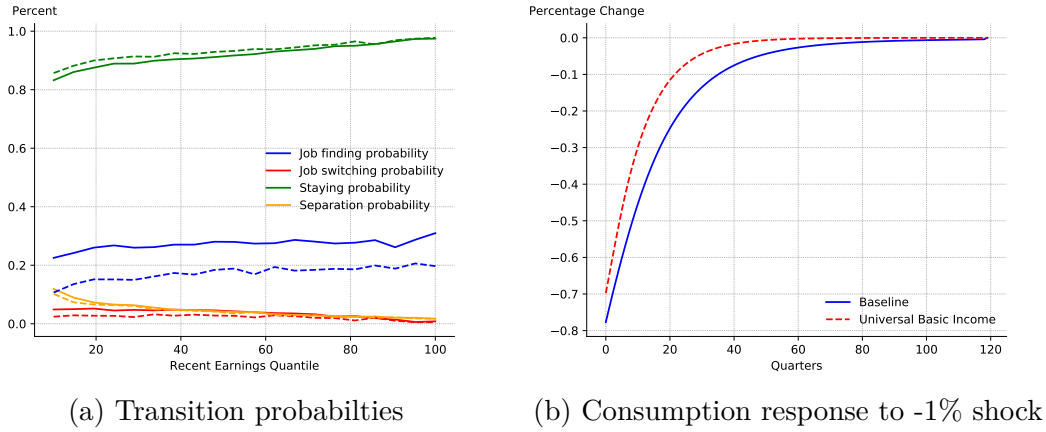 Percent
1.0
0.8
0.6
0.4
0.2
0.0
Job finding probability
Job switching probability
Staying probability
Separation probability
20
40
60
80
100
Recent Earnings Quantile
(a) Transition probabilties
Percentage Change
0.0
−0.1
−0.2
−0.3
−0.4
−0.5
−0.6
−0.7
−0.8
Baseline
Universal Basic Income
0
20
40
60
80
100
120
Quarters
(b) Consumption response to -1% shock